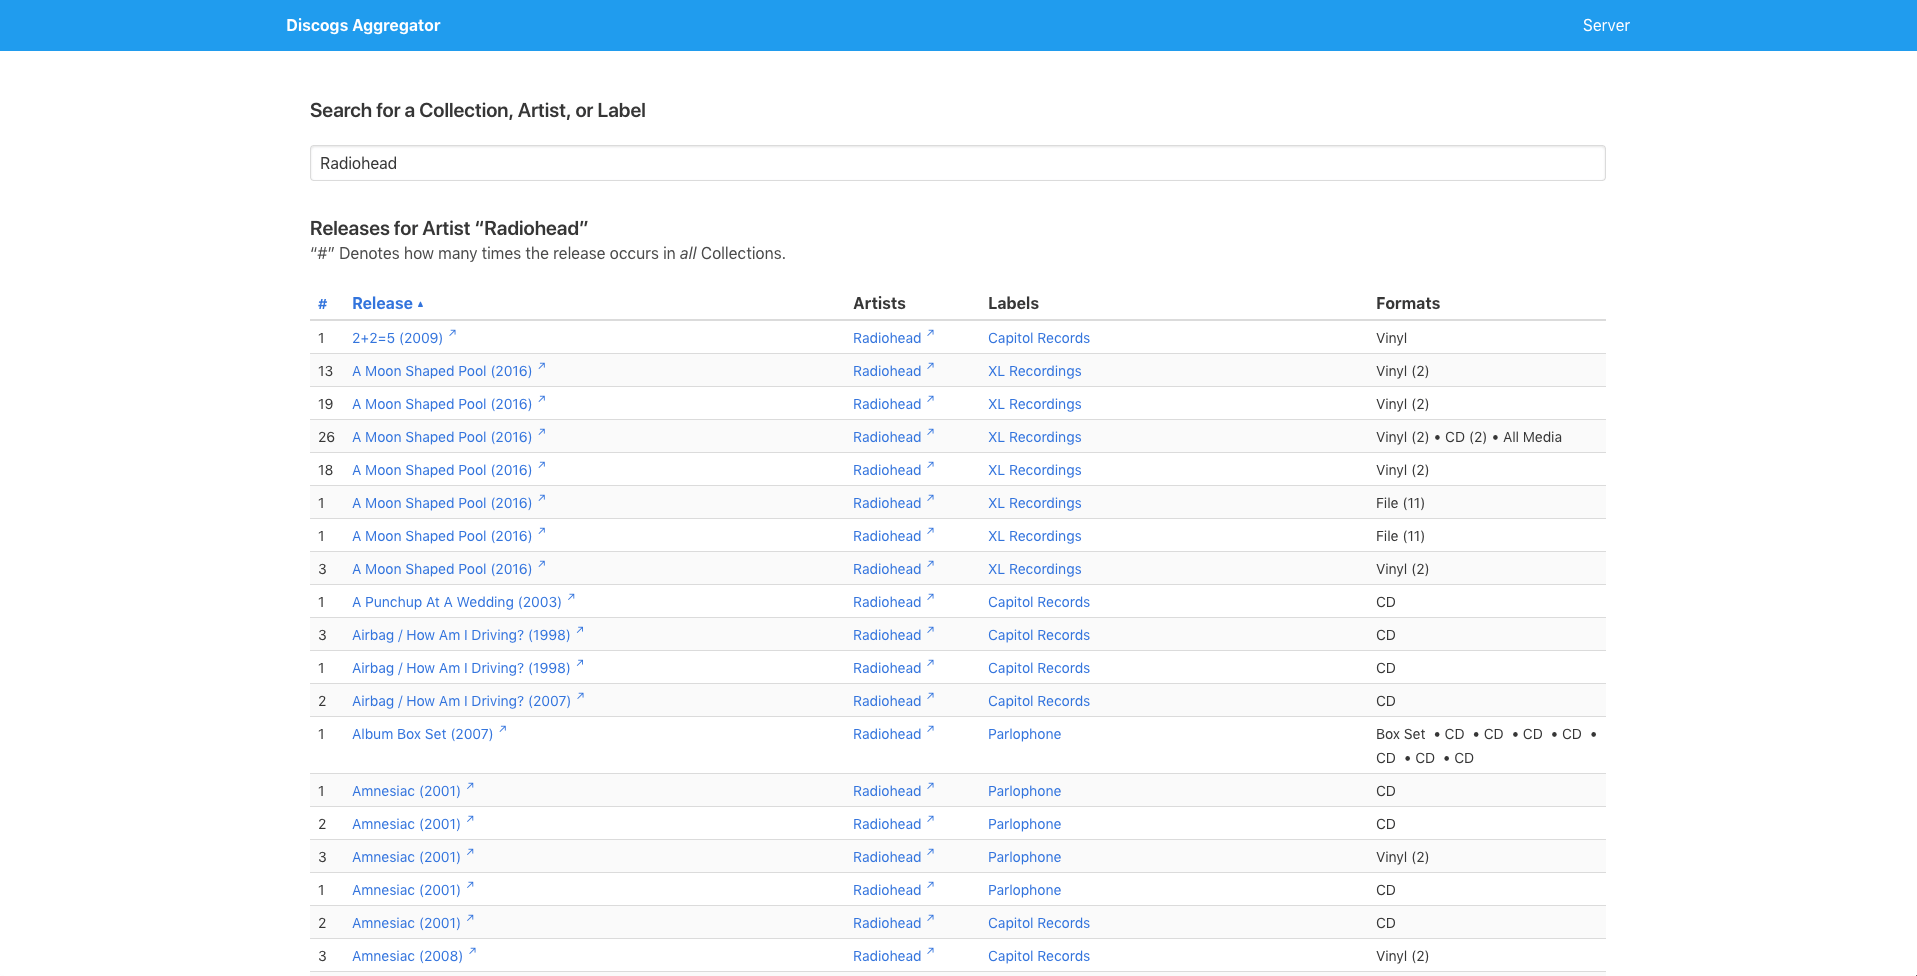 Discogs Aggregator Server
Search for a Collection, Artist, or Label
Radiohead
Releases for Artist “Radiohead”
“#” Denotes how many times the release occurs in all Collections.
# Release ▴ Artists Labels Formats
1 2+2=5 (2009) ↗ Radiohead ↗ Capitol Records Vinyl
13 A Moon Shaped Pool (2016) ↗ Radiohead ↗ XL Recordings Vinyl (2)
19 A Moon Shaped Pool (2016) ↗ Radiohead ↗ XL Recordings Vinyl (2)
26 A Moon Shaped Pool (2016) ↗ Radiohead ↗ XL Recordings Vinyl (2) • CD (2) • All Media
18 A Moon Shaped Pool (2016) ↗ Radiohead ↗ XL Recordings Vinyl (2)
1 A Moon Shaped Pool (2016) ↗ Radiohead ↗ XL Recordings File (11)
1 A Moon Shaped Pool (2016) ↗ Radiohead ↗ XL Recordings File (11)
3 A Moon Shaped Pool (2016) ↗ Radiohead ↗ XL Recordings Vinyl (2)
1 A Punchup At A Wedding (2003) ↗ Radiohead ↗ Capitol Records CD
3 Airbag / How Am I Driving? (1998) ↗ Radiohead ↗ Capitol Records CD
1 Airbag / How Am I Driving? (1998) ↗ Radiohead ↗ Capitol Records CD
2 Airbag / How Am I Driving? (2007) ↗ Radiohead ↗ Capitol Records CD
1 Album Box Set (2007) ↗ Radiohead ↗ Parlophone Box Set • CD • CD • CD • CD •
CD • CD • CD
1 Amnesiac (2001) ↗ Radiohead ↗ Parlophone CD
2 Amnesiac (2001) ↗ Radiohead ↗ Parlophone CD
3 Amnesiac (2001) ↗ Radiohead ↗ Parlophone Vinyl (2)
1 Amnesiac (2001) ↗ Radiohead ↗ Parlophone CD
2 Amnesiac (2001) ↗ Radiohead ↗ Capitol Records CD
3 Amnesiac (2008) ↗ Radiohead ↗ Capitol Records Vinyl (2)